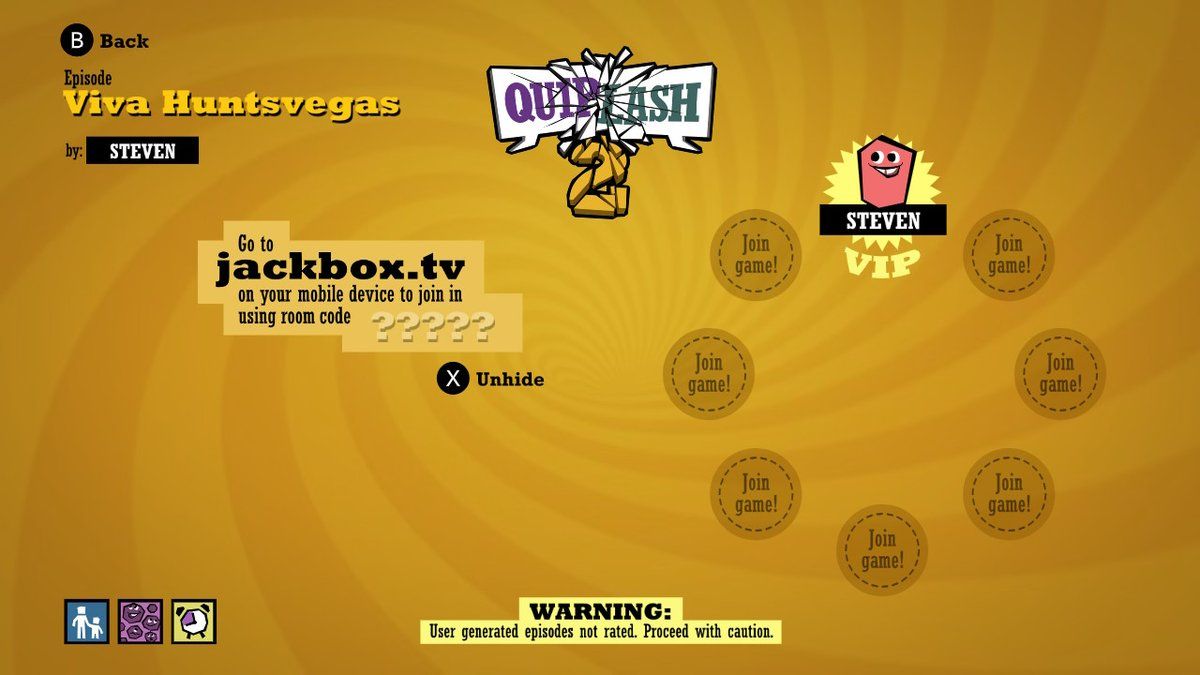 B Back
Episode
Viva Huntsvegas
by: STEVEN
QUIPLASH
2
STEVEN
VIP
Go to
jackbox.tv
on your mobile device to join in
using room code ?????
X Unhide
Join
game!
Join
game!
Join
game!
Join
game!
Join
game!
Join
game!
Join
game!
WARNING:
User generated episodes not rated. Proceed with caution.